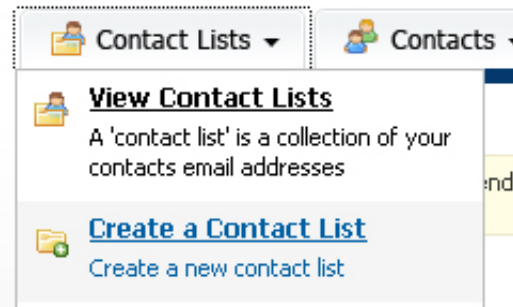 Contact Lists
Contacts
View Contact Lists
A 'contact list' is a collection of your
contacts email addresses
Create a Contact List
Create a new contact list